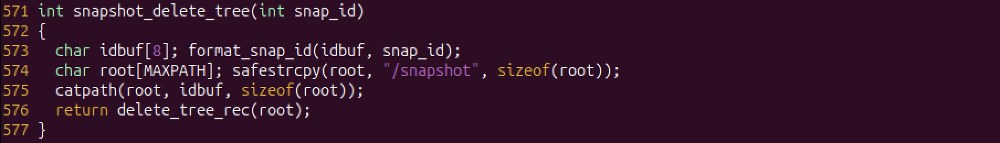 571 int snapshot_delete_tree(int snap_id)
572 {
573   char idbuf[8]; format_snap_id(idbuf, snap_id);
574   char root[MAXPATH]; safestrcpy(root, "/snapshot", sizeof(root));
575   catpath(root, idbuf, sizeof(root));
576   return delete_tree_rec(root);
577 }